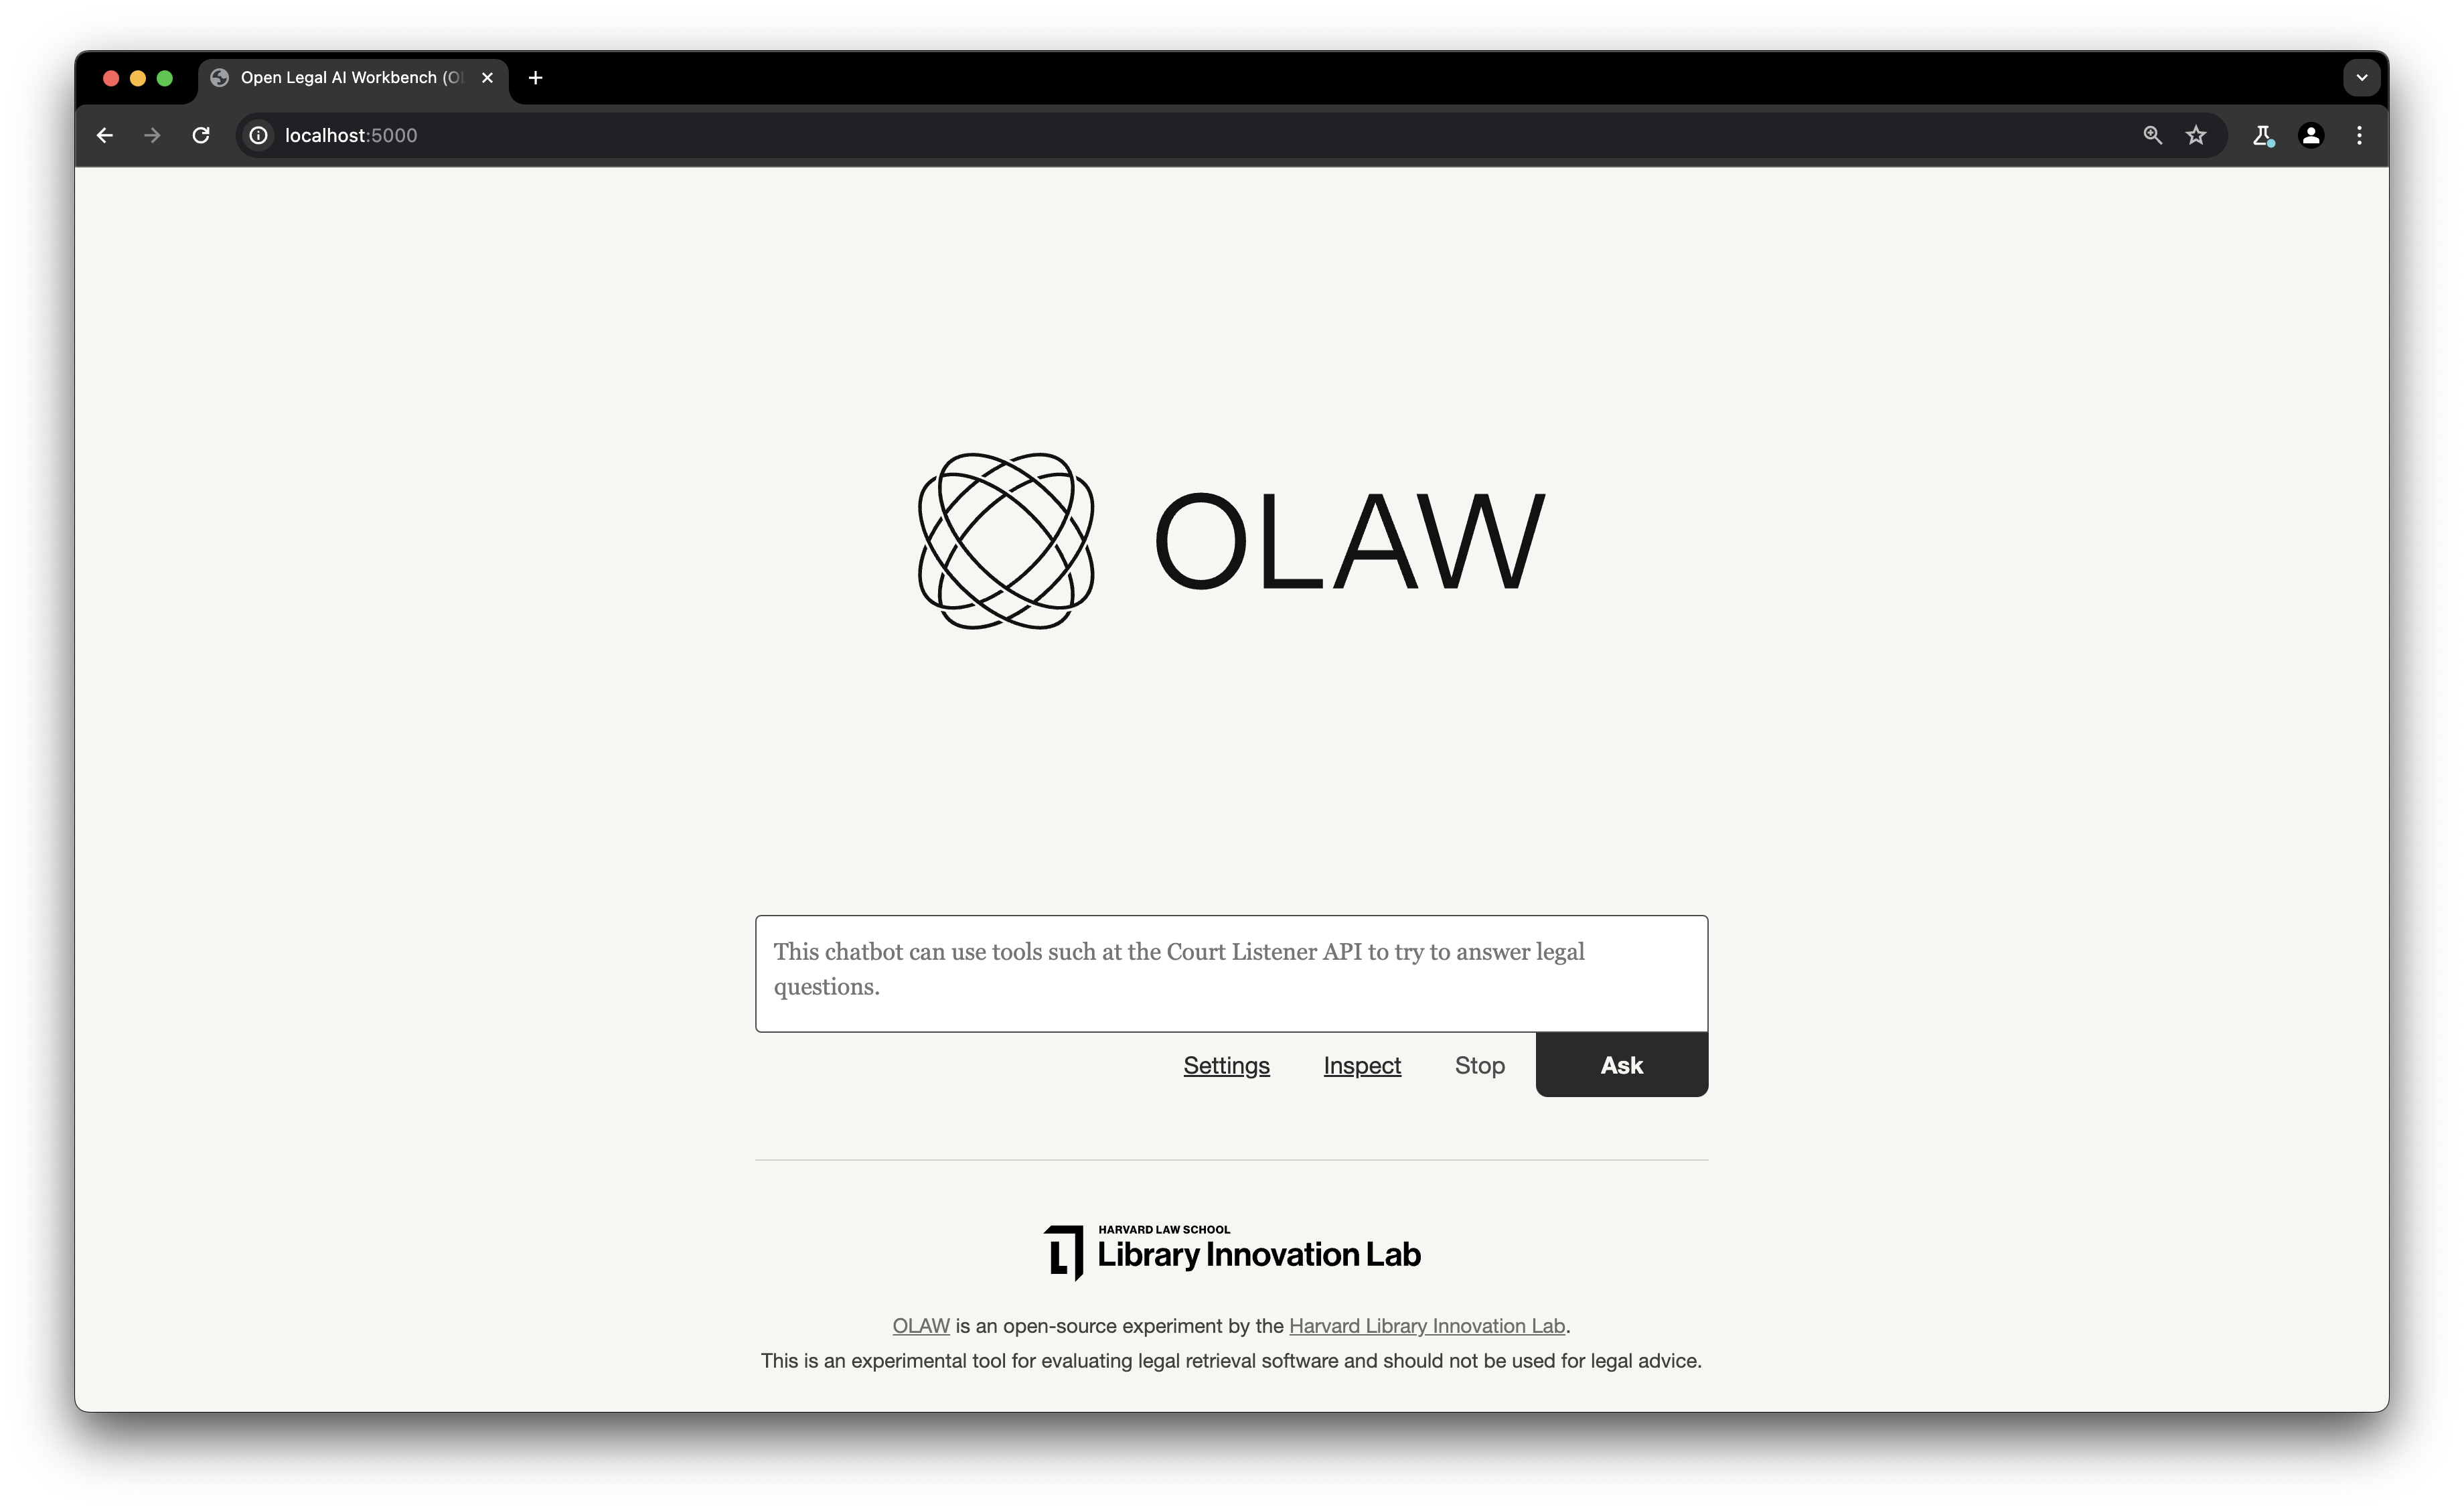 Open Legal AI Workbench (OL
localhost:5000
OLAW
This chatbot can use tools such at the Court Listener API to try to answer legal
questions.
Settings Inspect Stop Ask
HARVARD LAW SCHOOL
Library Innovation Lab
OLAW is an open-source experiment by the Harvard Library Innovation Lab.
This is an experimental tool for evaluating legal retrieval software and should not be used for legal advice.